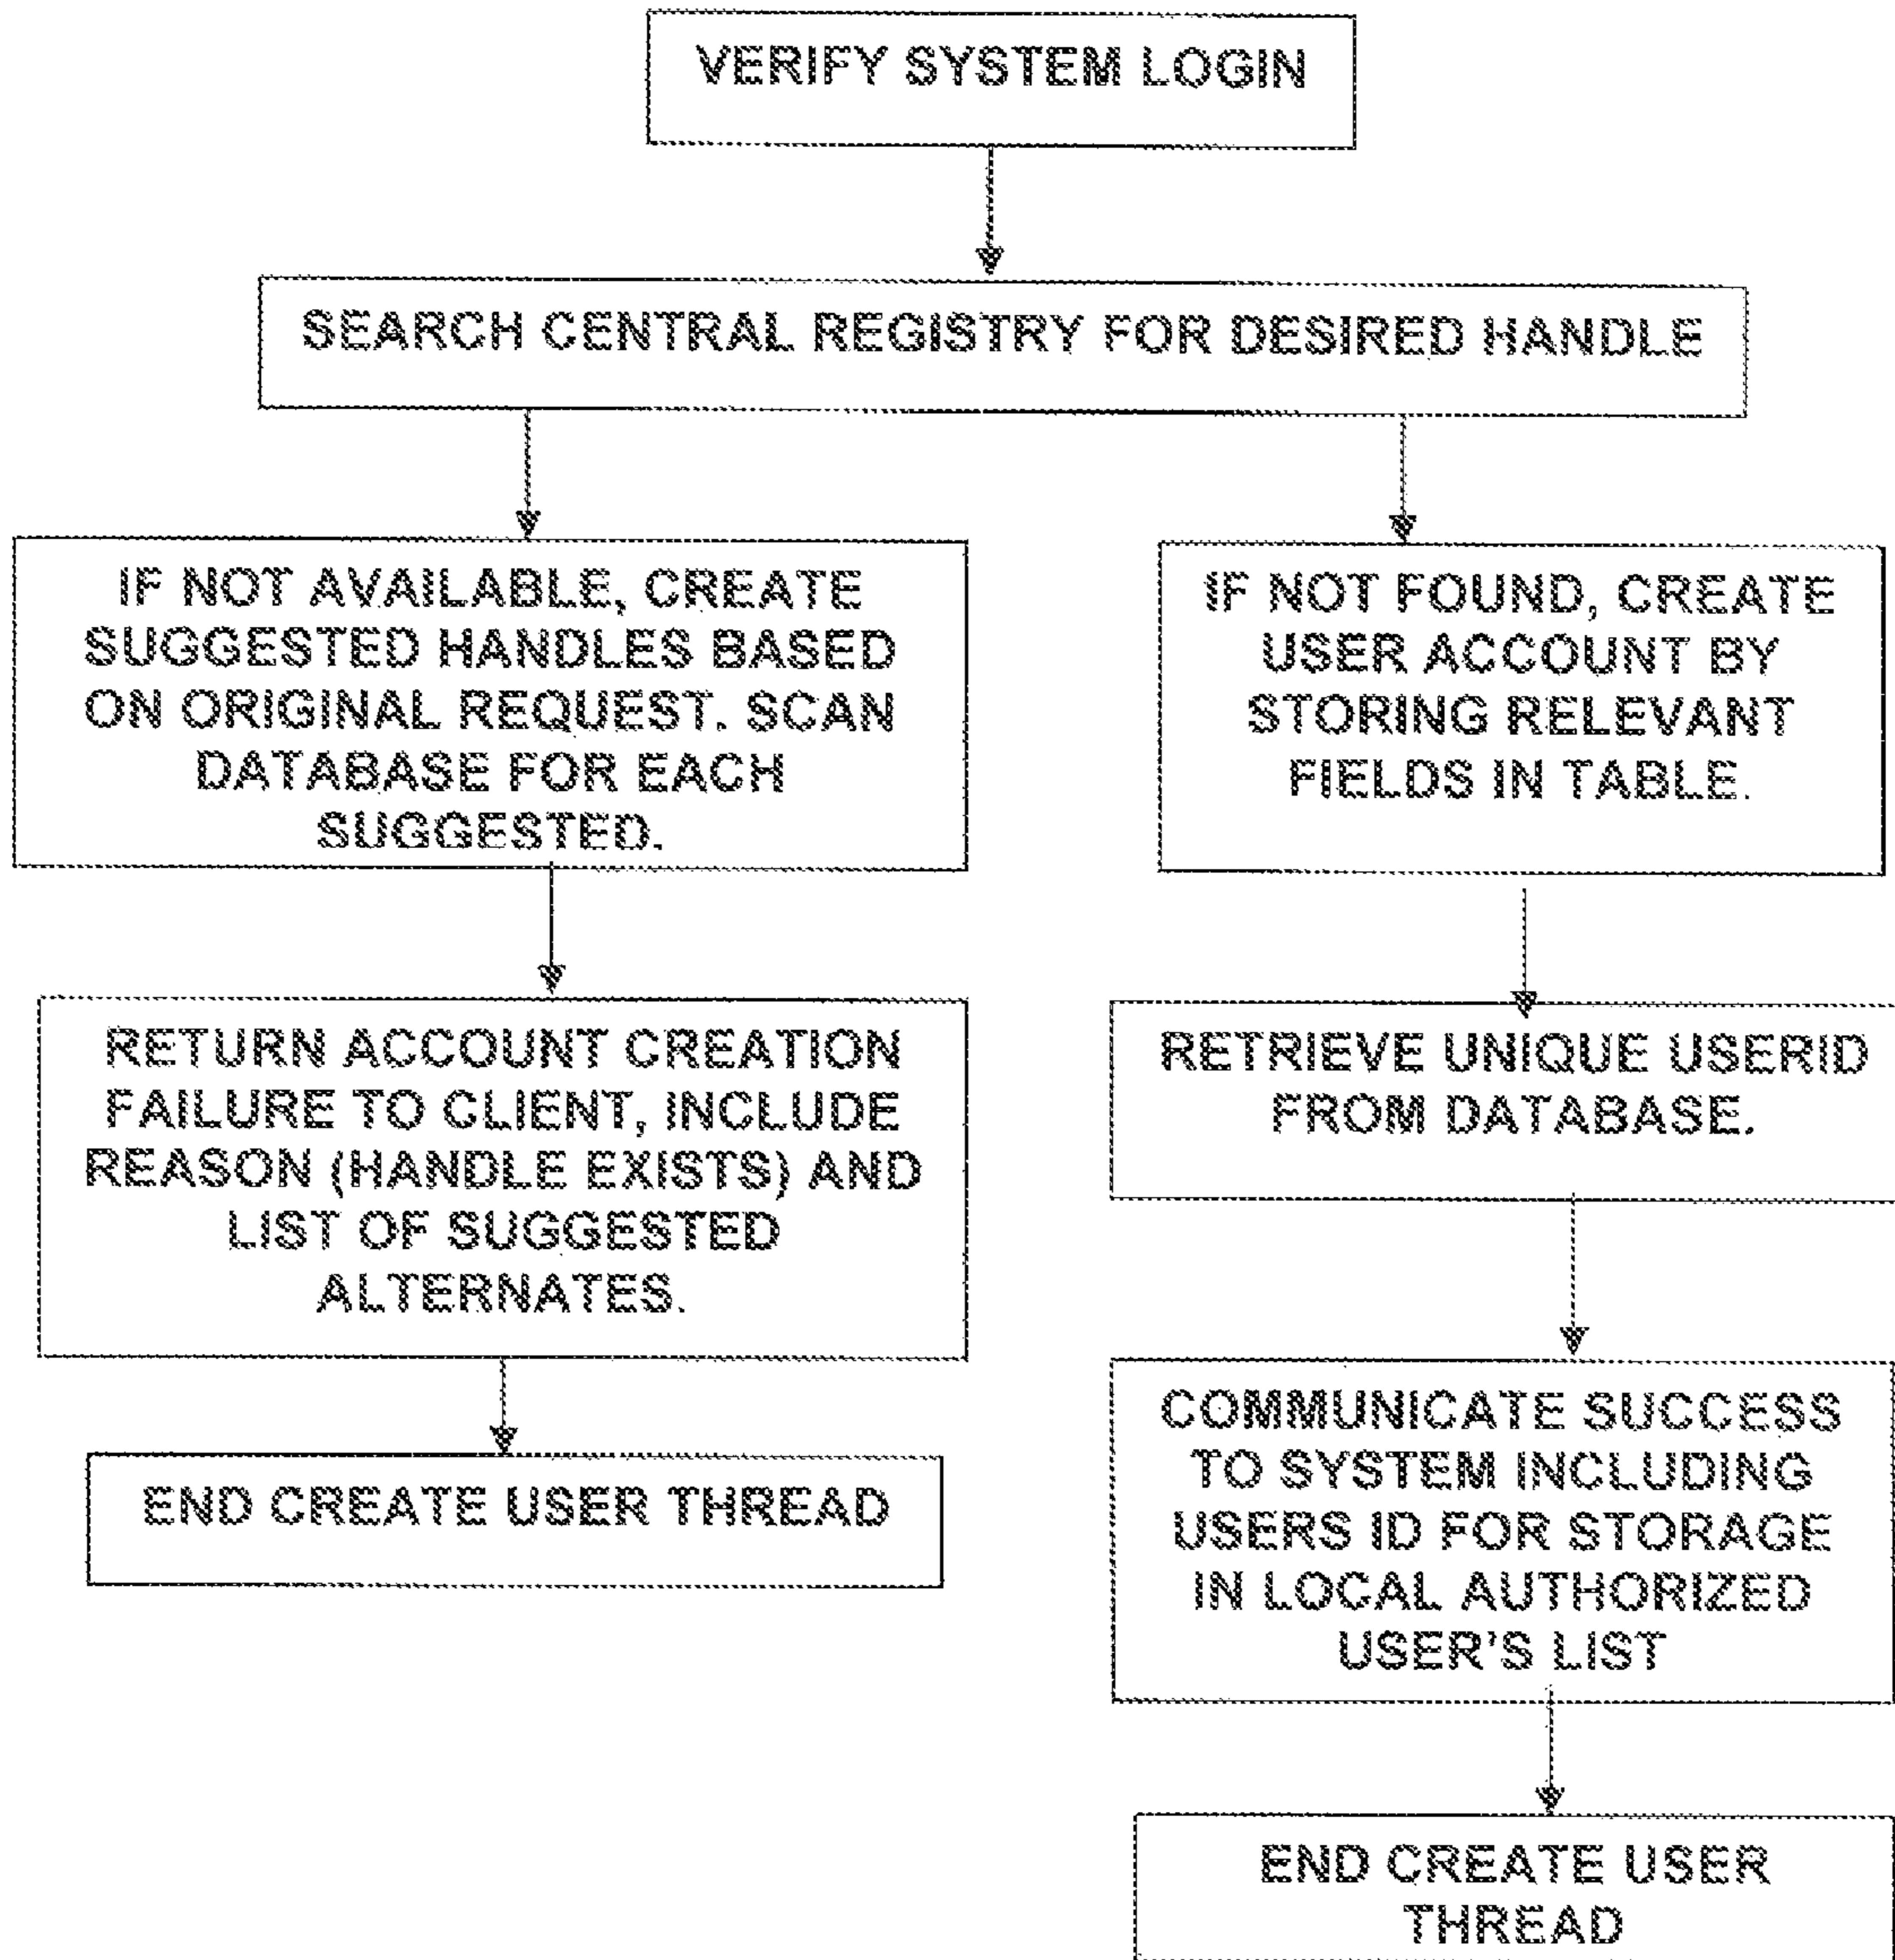 VERIFY SYSTEM LOGIN
SEARCH CENTRAL REGISTRY FOR DESIRED HANDLE
IF NOT AVAILABLE, CREATE
SUGGESTED HANDLES BASED
ON ORIGINAL REQUEST. SCAN
DATABASE FOR EACH
SUGGESTED.
RETURN ACCOUNT CREATION
FAILURE TO CLIENT, INCLUDE
REASON (HANDLE EXISTS) AND
LIST OF SUGGESTED
ALTERNATES.
END CREATE USER THREAD
IF NOT FOUND, CREATE
USER ACCOUNT BY
STORING RELEVANT
FIELDS IN TABLE.
RETRIEVE UNIQUE USERID
FROM DATABASE.
COMMUNICATE SUCCESS
TO SYSTEM INCLUDING
USERS ID FOR STORAGE
IN LOCAL AUTHORIZED
USER'S LIST
END CREATE USER
THREAD